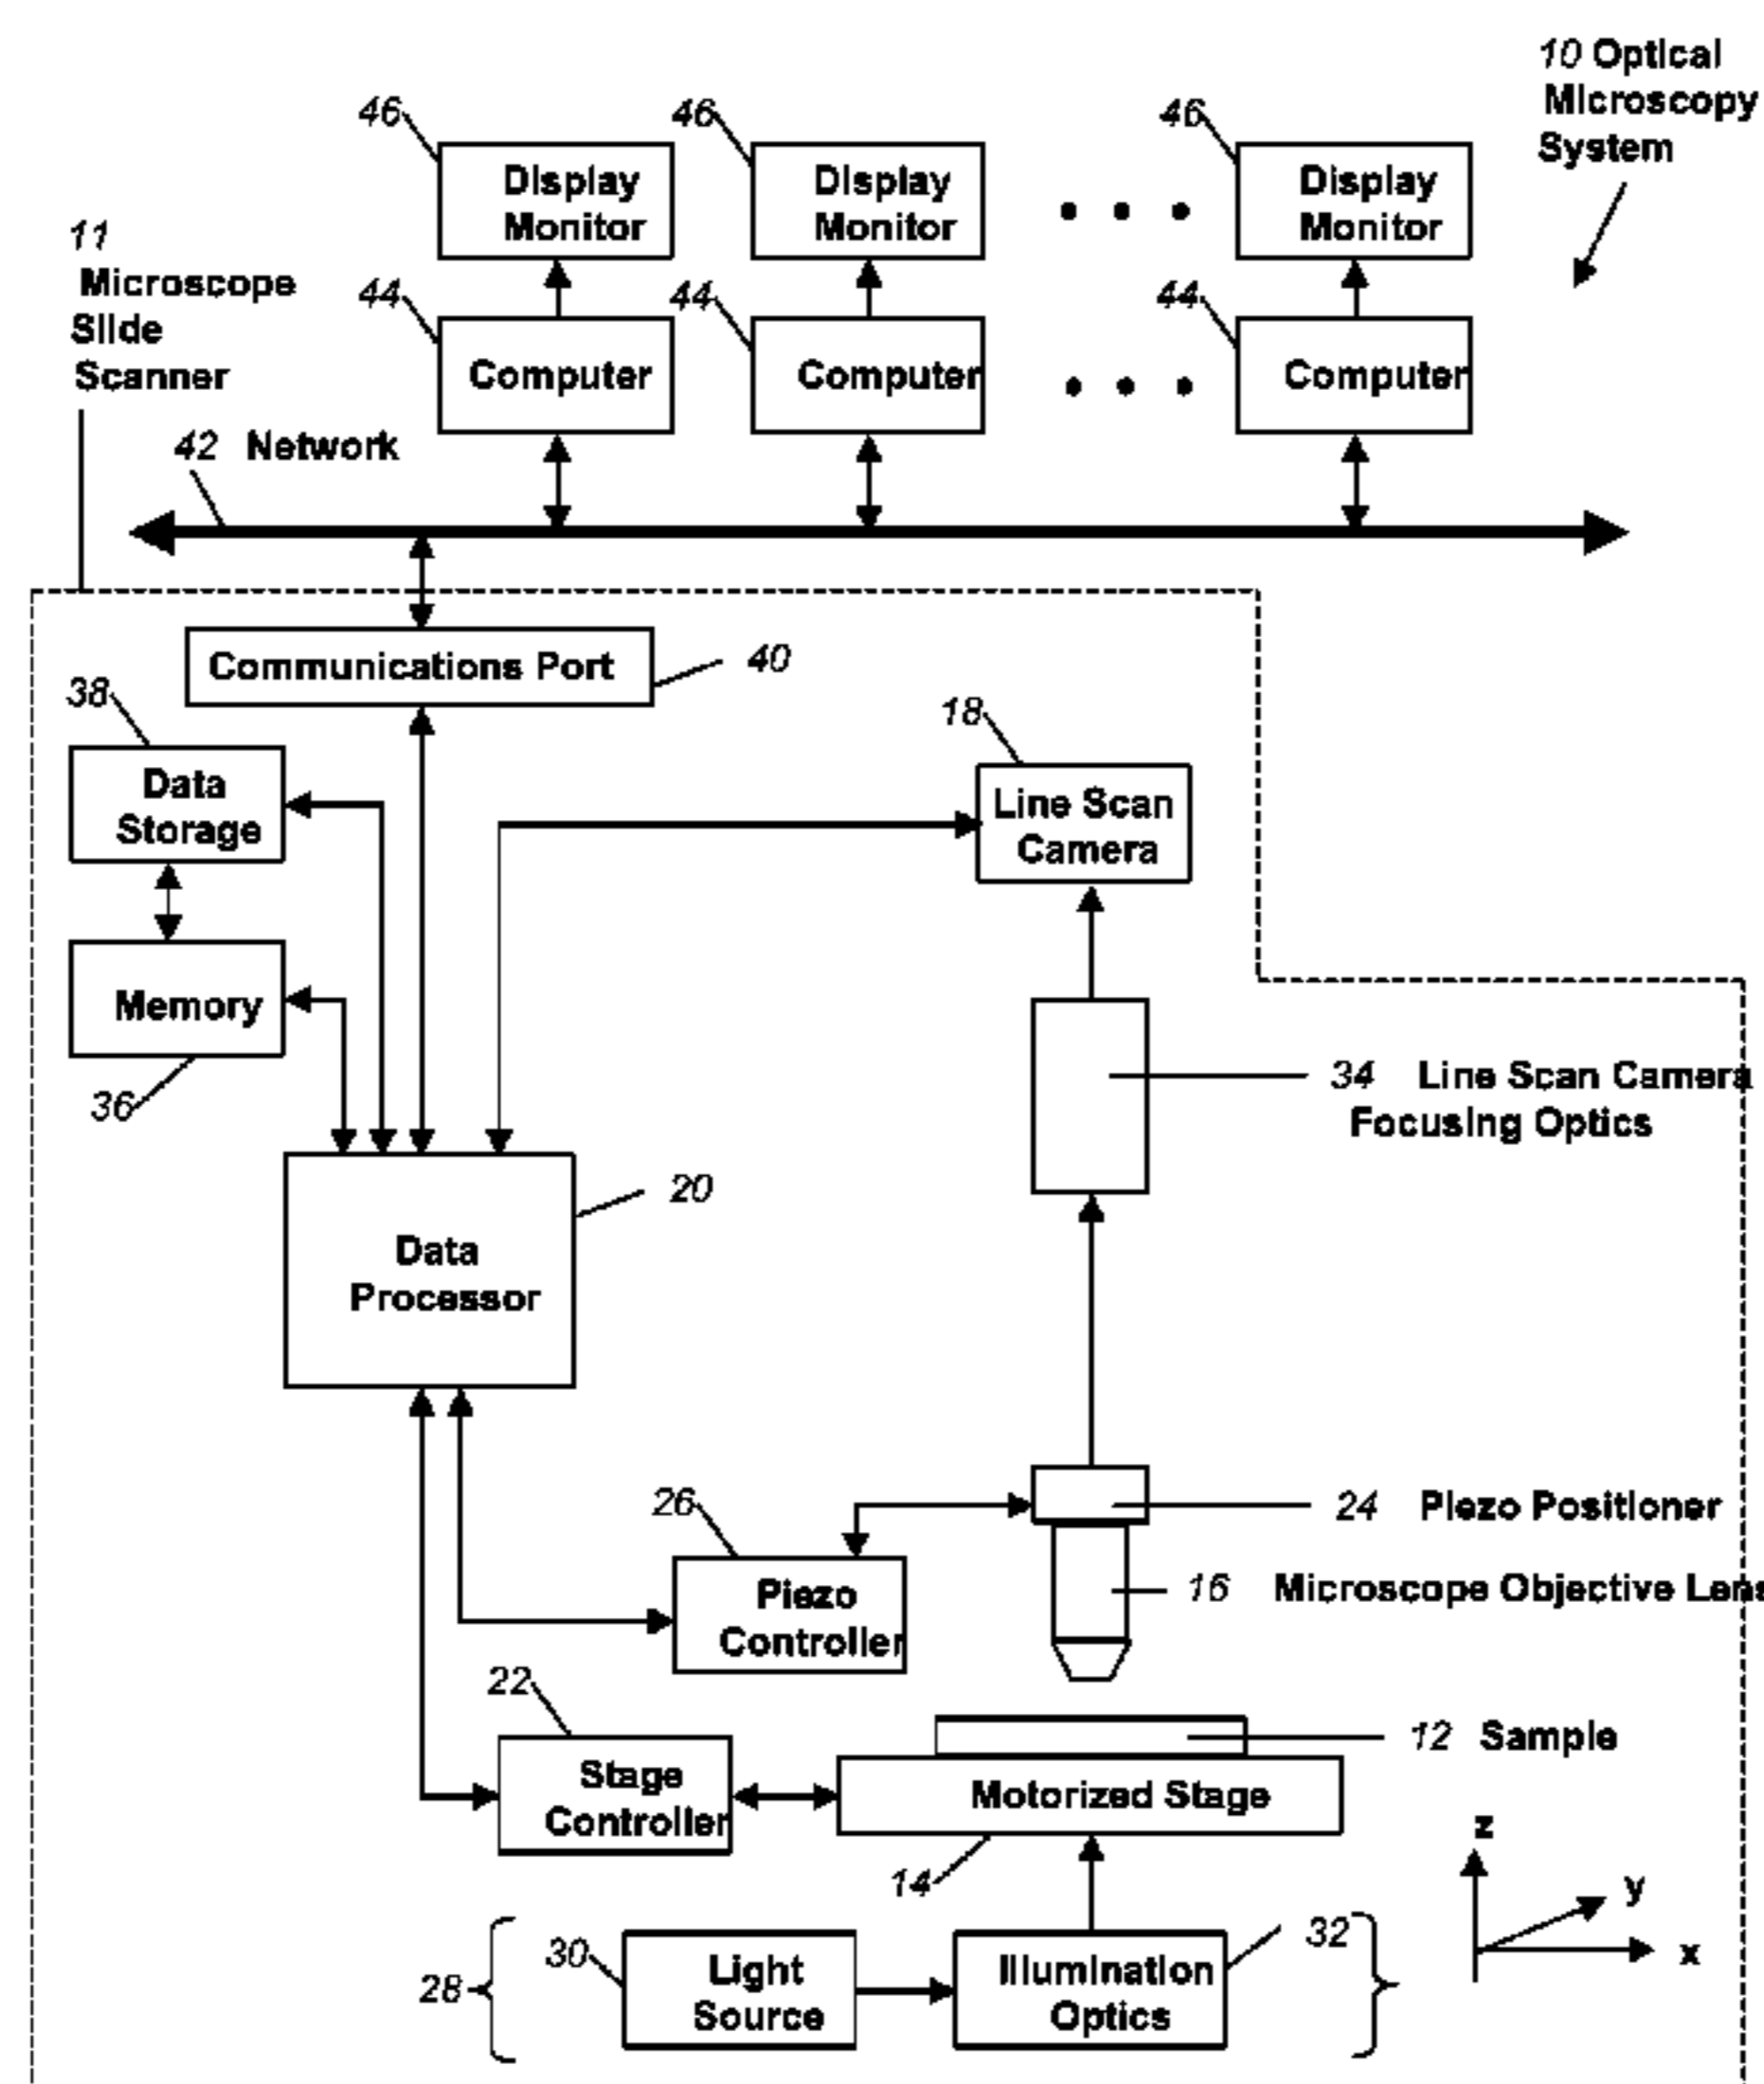 10 Optical
Microscopy
System
46
46
46
Display
Monitor
Display
Monitor
Display
Monitor
11
Microscope
Slide
Scanner
44
44
44
Computer
Computer
Computer
42 Network
Communications Port
40
38
18
Data
Storage
Line Scan
Camera
Memory
36
34 Line Scan Camera
Focusing Optics
20
Data
Processor
26
24 Piezo Positioner
Piezo
Controller
16 Microscope Objective Lens
22
12 Sample
Stage
Controller
Motorized Stage
14
z
y
x
28
30
Light
Source
Illumination
Optics
32